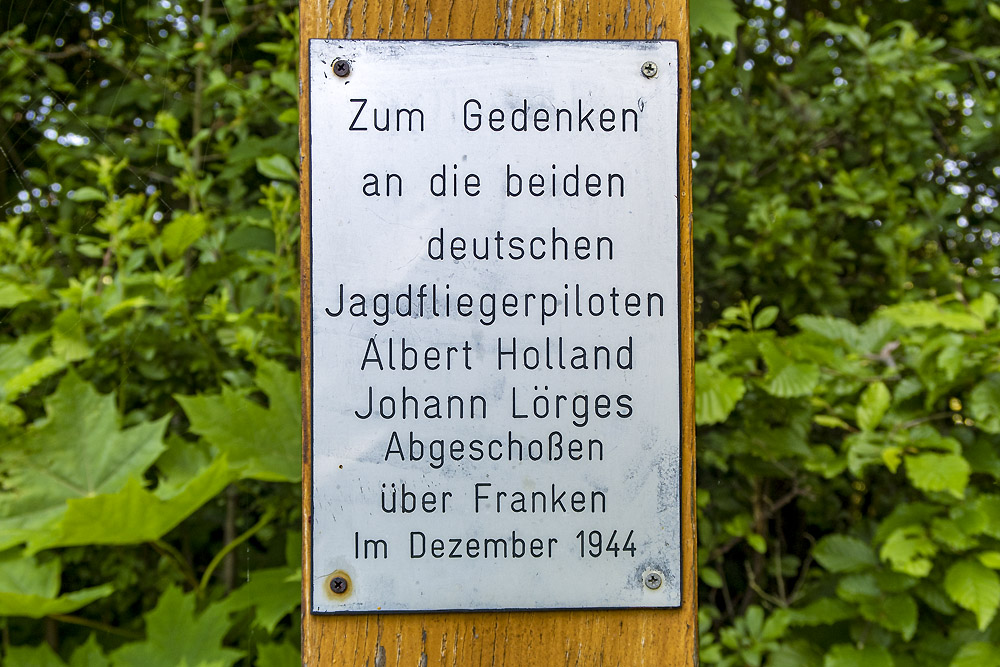 Zum Gedenken
an die beiden
deutschen
Jagdfliegerpiloten
Albert Holland
Johann Lörges
Abgeschoßen
über Franken
Im Dezember 1944